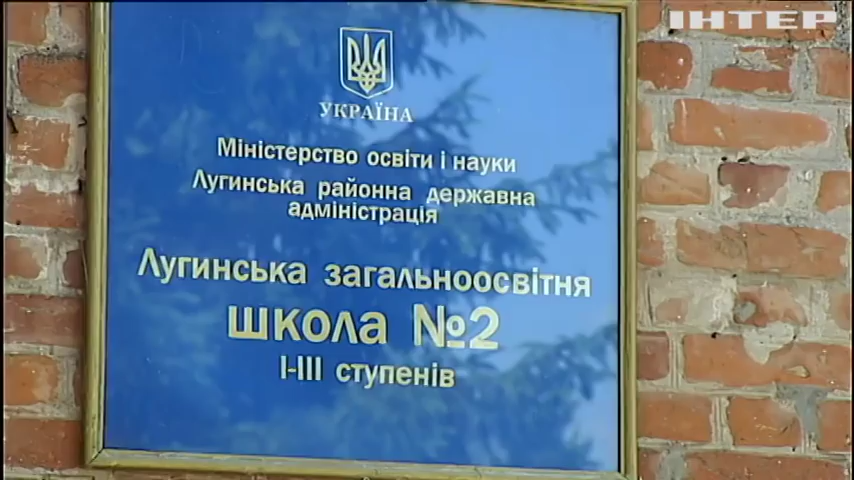 ІНТЕР
УКРАЇНА
Міністерство освіти і науки
Лугинська районна державна
адміністрація
Лугинська загальноосвітня
школа №2
І-ІІІ ступенів